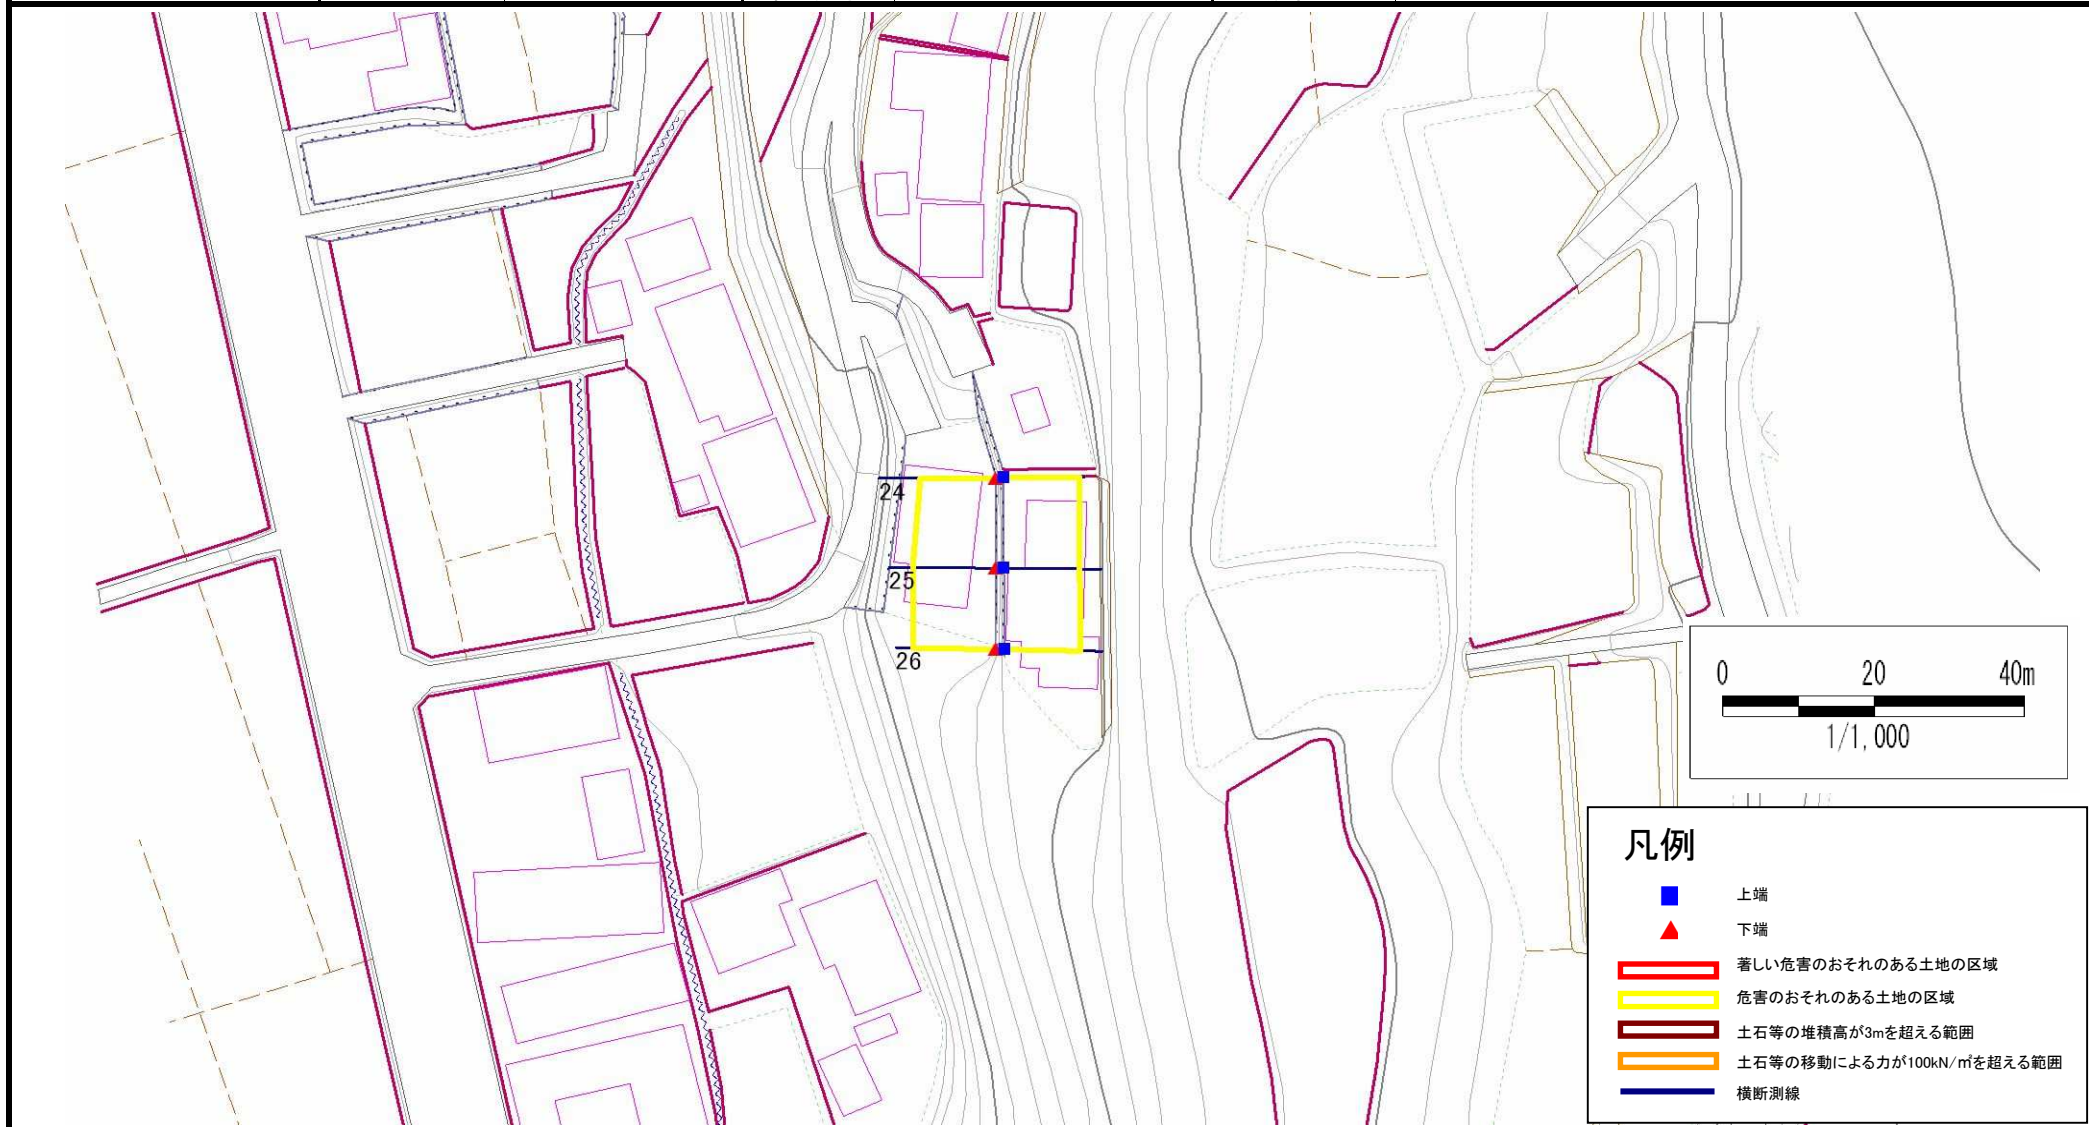 24
25
26
0 20 40m
1/1,000
凡例
上端
下端
著しい危害のおそれのある土地の区域
危害のおそれのある土地の区域
土石等の堆積高が3mを超える範囲
土石等の移動による力が100kN/㎡を超える範囲
横断測線